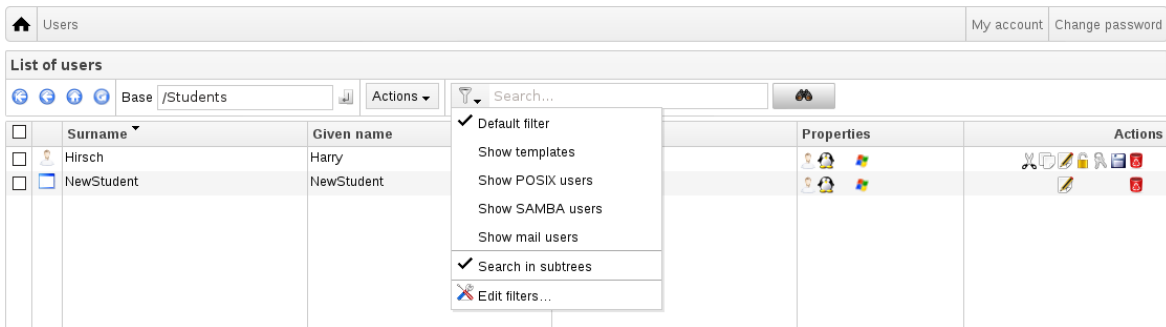 Users My account Change password
List of users
Base /Students Actions Search...
Surname Given name Properties Actions
Hirsch Harry
NewStudent NewStudent
Default filter
Show templates
Show POSIX users
Show SAMBA users
Show mail users
Search in subtrees
Edit filters...